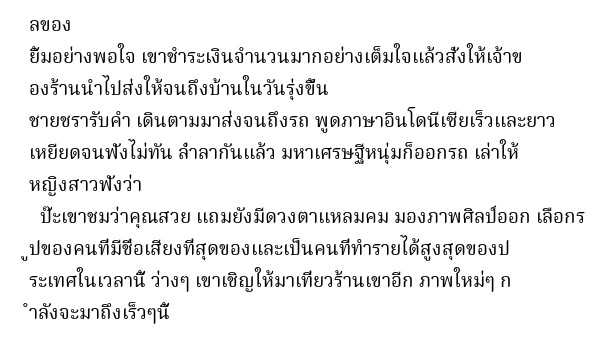 ลของ
ยิ้มอย่างพอใจ เขาชำระเงินจำนวนมากอย่างเต็มใจแล้วสั่งให้เจ้าข
องร้านนำไปส่งให้จนถึงบ้านในวันรุ่งขึ้น
ชายชรารับคำ เดินตามมาส่งจนถึงรถ พูดภาษาอินโดนีเซียเร็วและยาว
เหยียดจนฟังไม่ทัน ลำลากันแล้ว มหาเศรษฐีหนุ่มก็ออกรถ เล่าให้
หญิงสาวฟังว่า
ป๊ะเขาชมว่าคุณสวย แถมยังมีดวงตาแหลมคม มองภาพศิลป์ออก เลือกร
ูปของคนที่มีชื่อเสียงที่สุดของและเป็นคนที่ทำรายได้สูงสุดของป
ระเทศในเวลานี้ ว่างๆ เขาเชิญให้มาเที่ยวร้านเขาอีก ภาพใหม่ๆ ก
ำลังจะมาถึงเร็วๆนี้